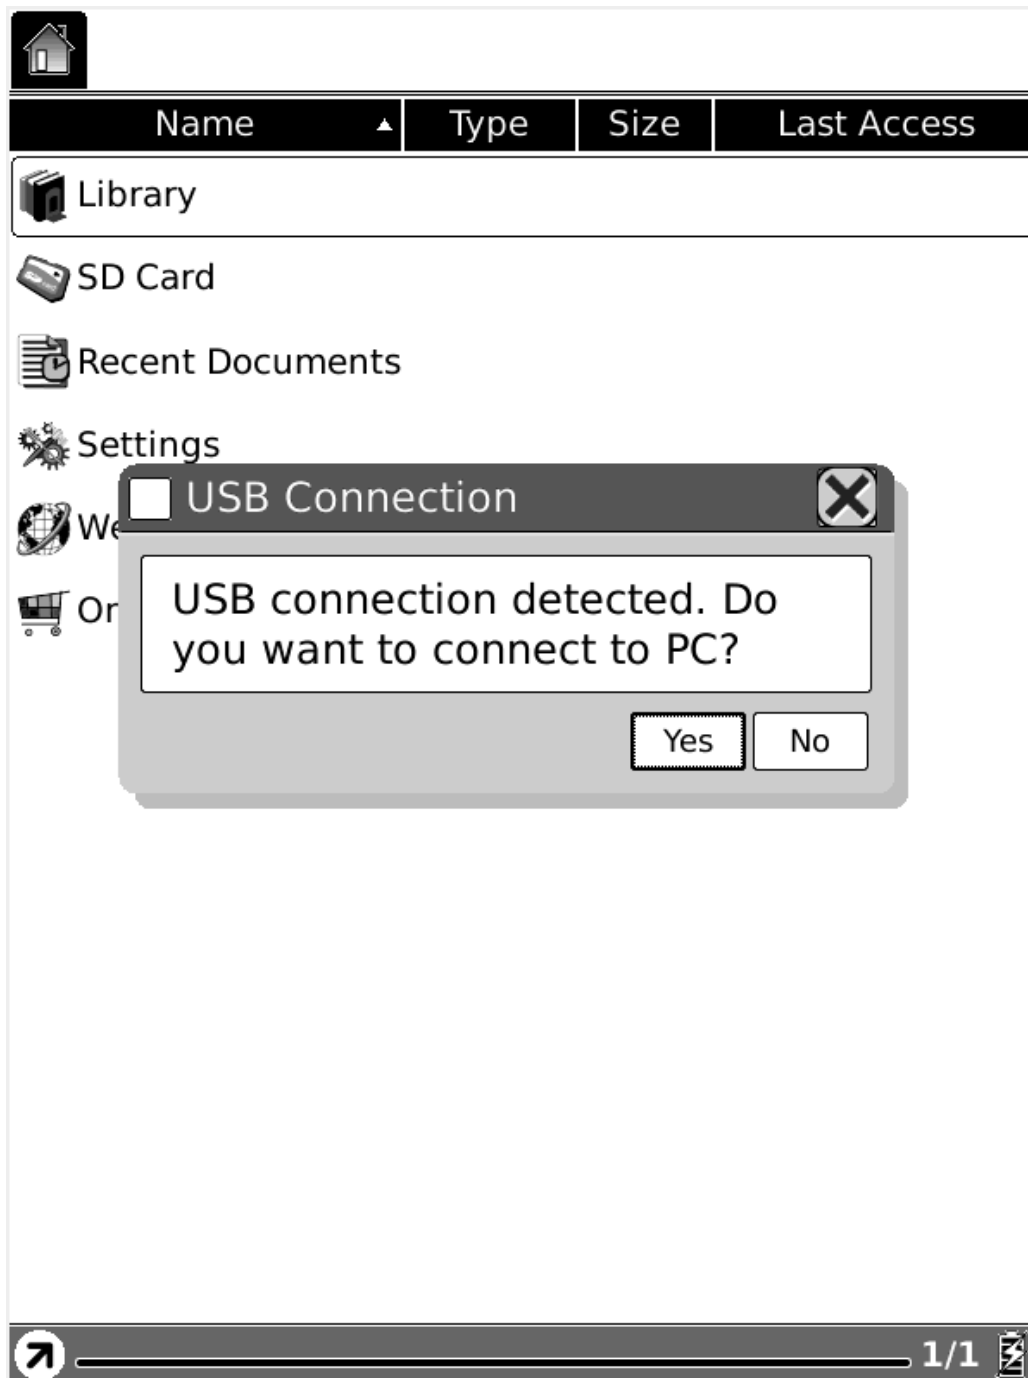 Name Type Size Last Access
Library
SD Card
Recent Documents
Settings
USB Connection
USB connection detected. Do
you want to connect to PC?
Yes No
1/1